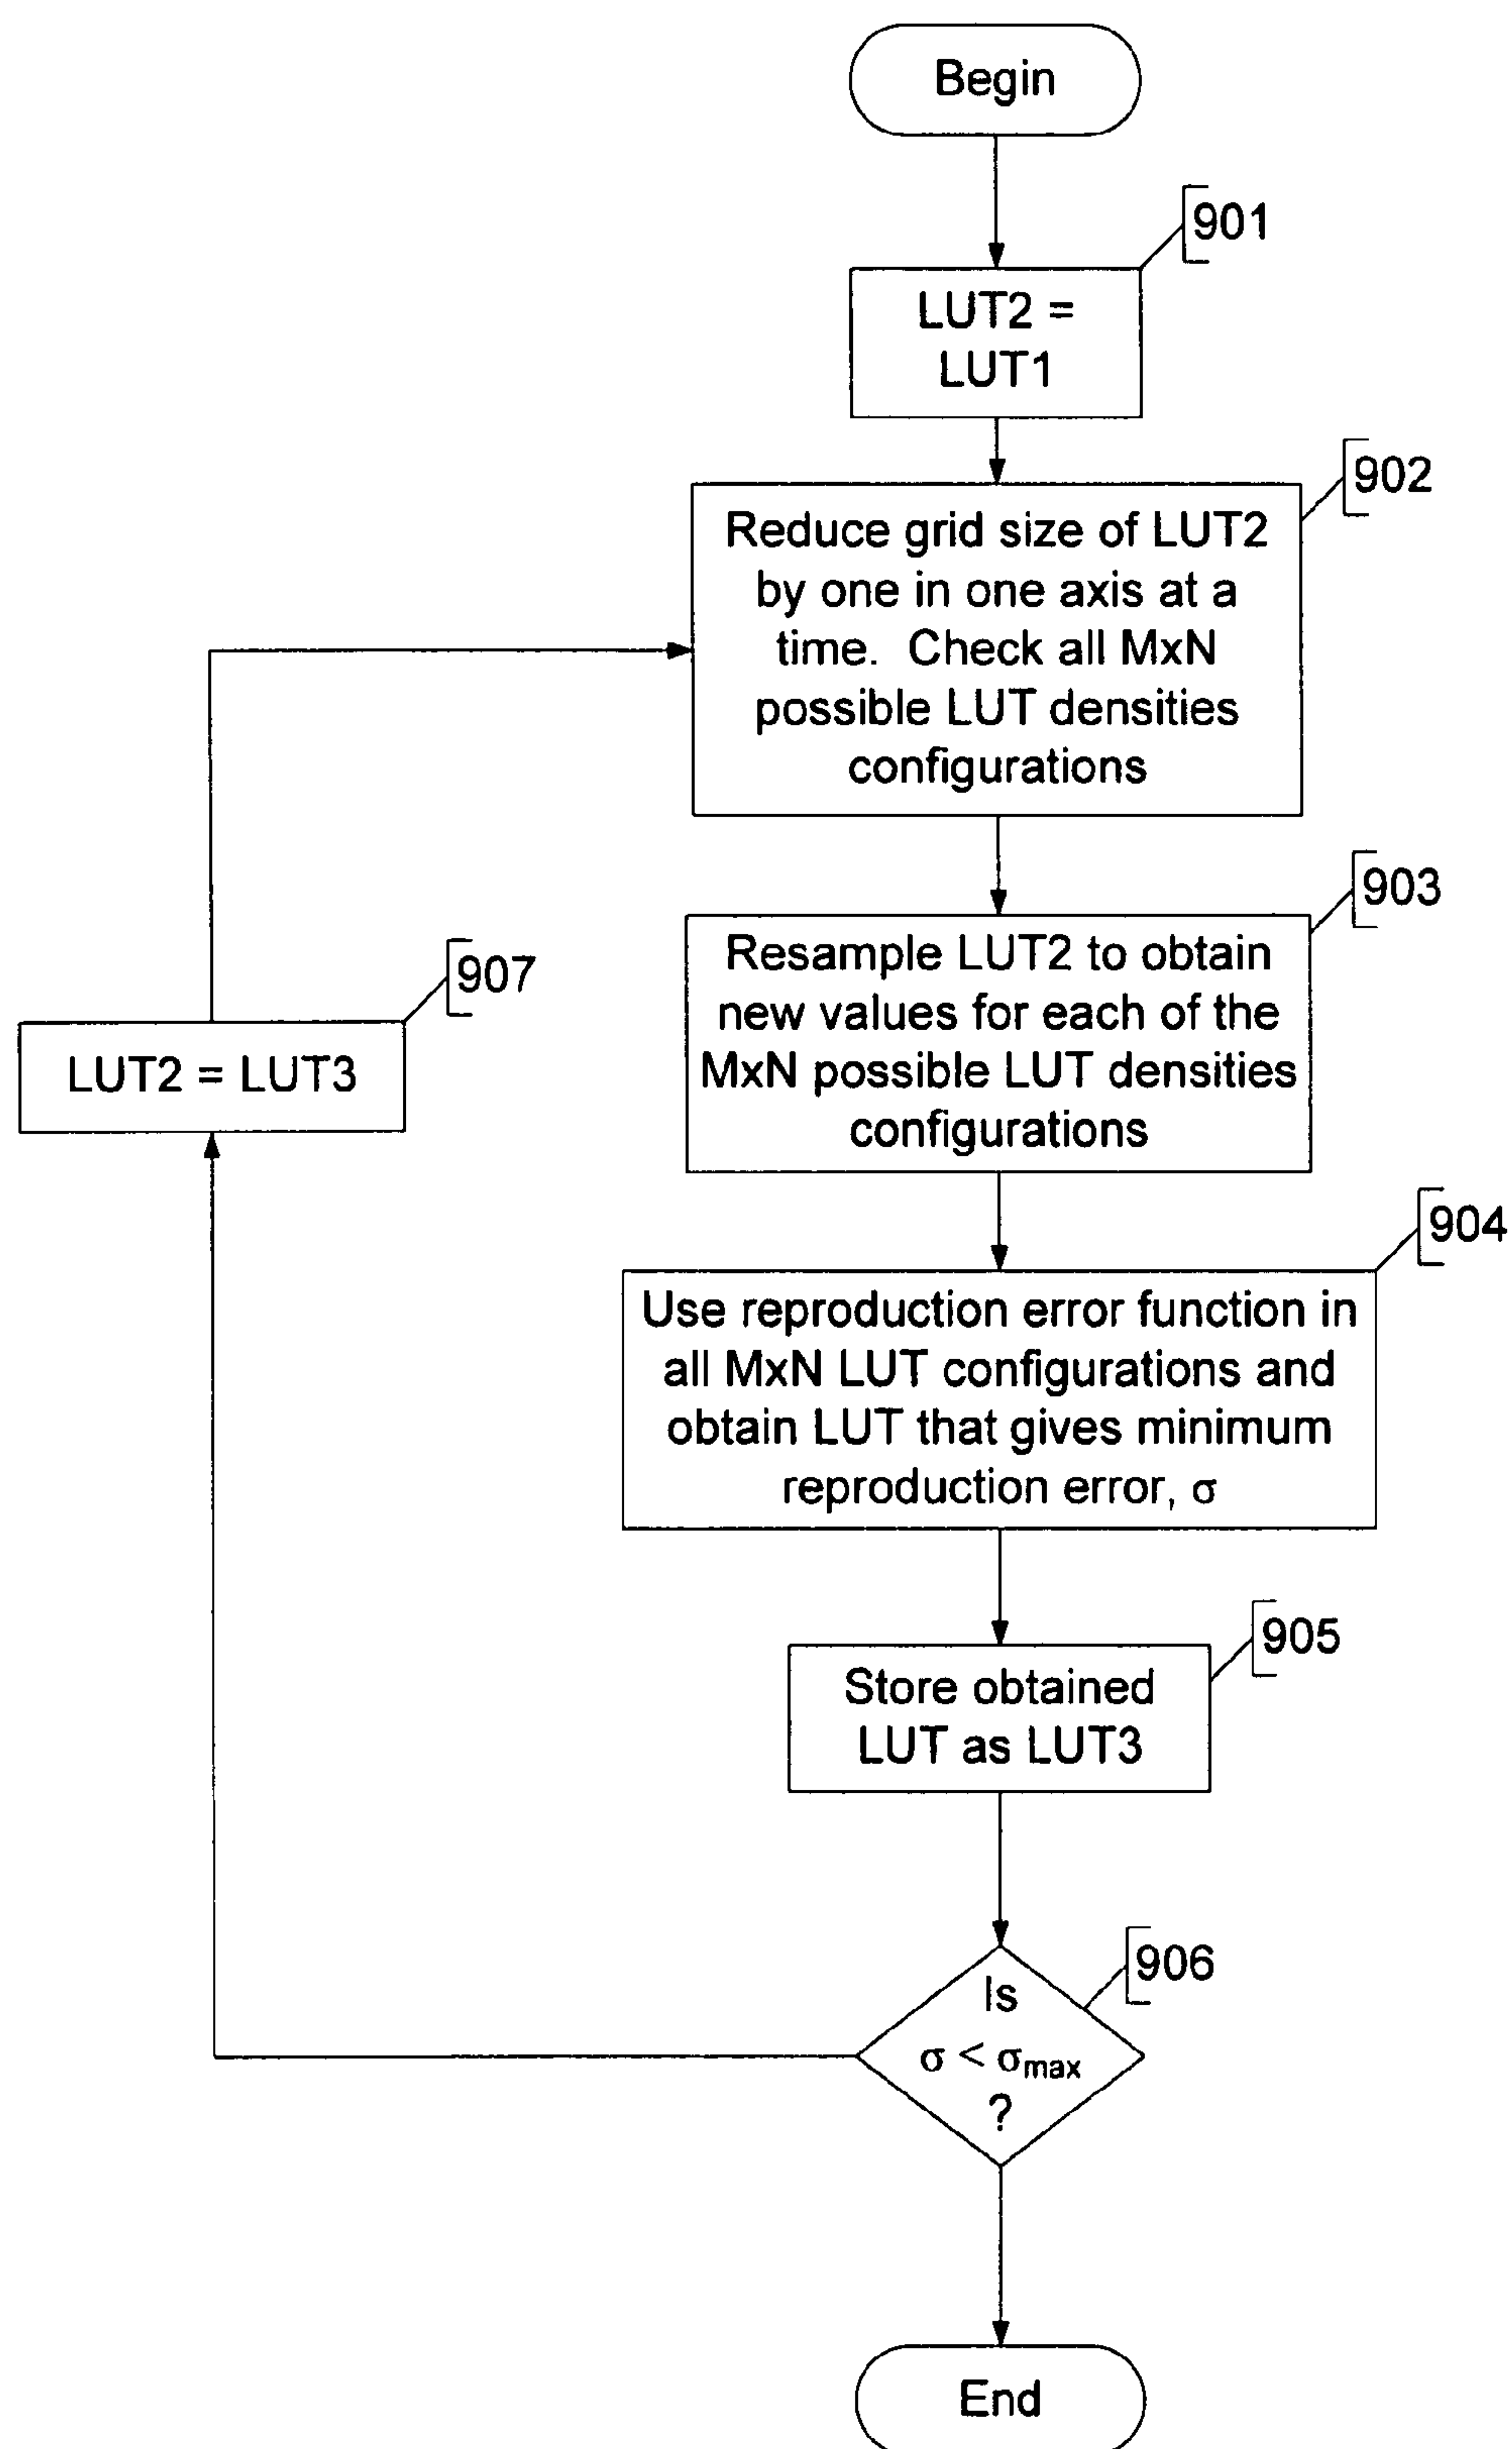 Begin
901
LUT2 =
LUT1
902
Reduce grid size of LUT2
by one in one axis at a
time. Check all MxN
possible LUT densities
configurations
903
Resample LUT2 to obtain
new values for each of the
MxN possible LUT densities
configurations
907
LUT2 = LUT3
904
Use reproduction error function in
all MxN LUT configurations and
obtain LUT that gives minimum
reproduction error, σ
905
Store obtained
LUT as LUT3
906
Is
σ < σmax
?
End